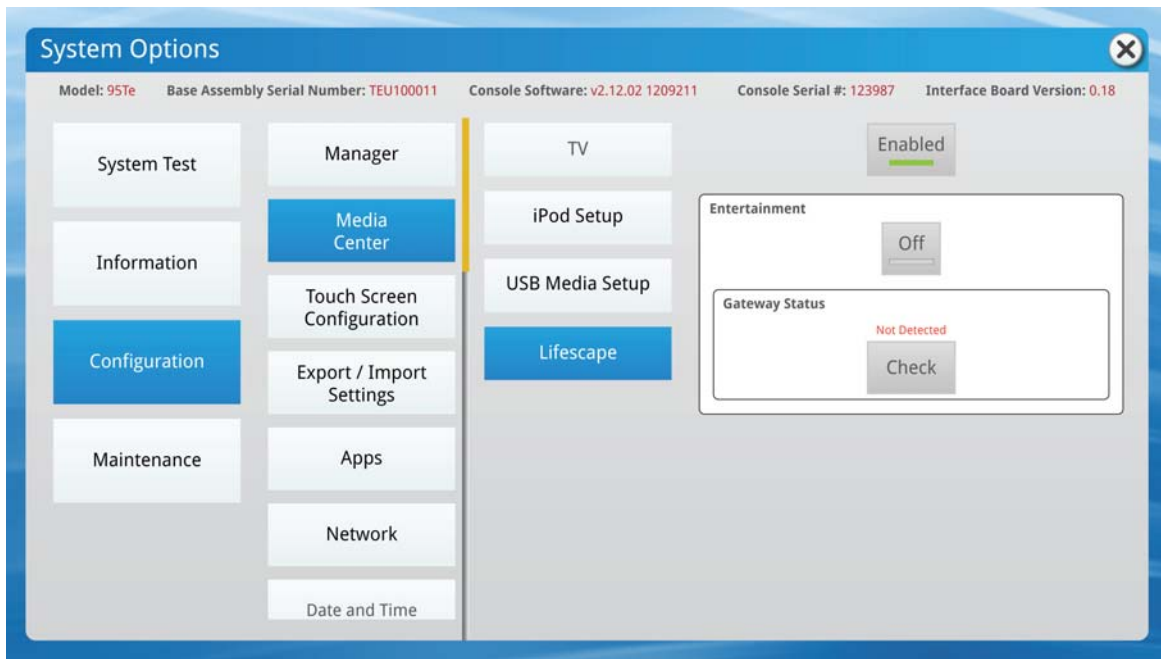 System Options
Model: 95Te Base Assembly Serial Number: TEU100011 Console Software: v2.12.02 1209211 Console Serial #: 123987 Interface Board Version: 0.18
System Test
Information
Configuration
Maintenance
Manager
Media
Center
Touch Screen
Configuration
Export / Import
Settings
Apps
Network
Date and Time
TV
iPod Setup
USB Media Setup
Lifescape
Enabled
Entertainment
Off
Gateway Status
Not Detected
Check